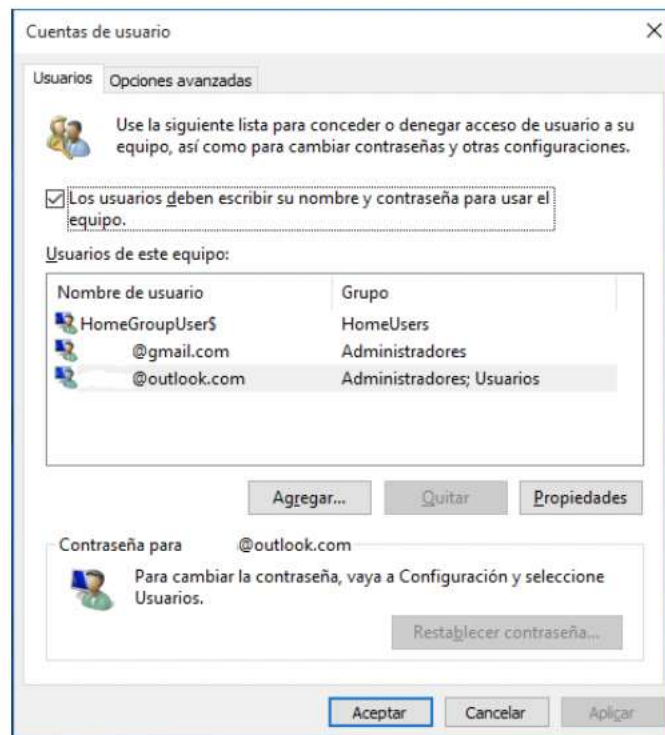 Cuentas de usuario
Usuarios
Opciones avanzadas
Use la siguiente lista para conceder o denegar acceso de usuario a su
equipo, así como para cambiar contraseñas y otras configuraciones.
Los usuarios deben escribir su nombre y contraseña para usar el
equipo.
Usuarios de este equipo:
Nombre de usuario Grupo
HomeGroupUser$ HomeUsers
@gmail.com Administradores
@outlook.com Administradores; Usuarios
Agregar... Quitar Propiedades
Contraseña para @outlook.com
Para cambiar la contraseña, vaya a Configuración y seleccione
Usuarios.
Restablecer contraseña...
Aceptar Cancelar Aplicar